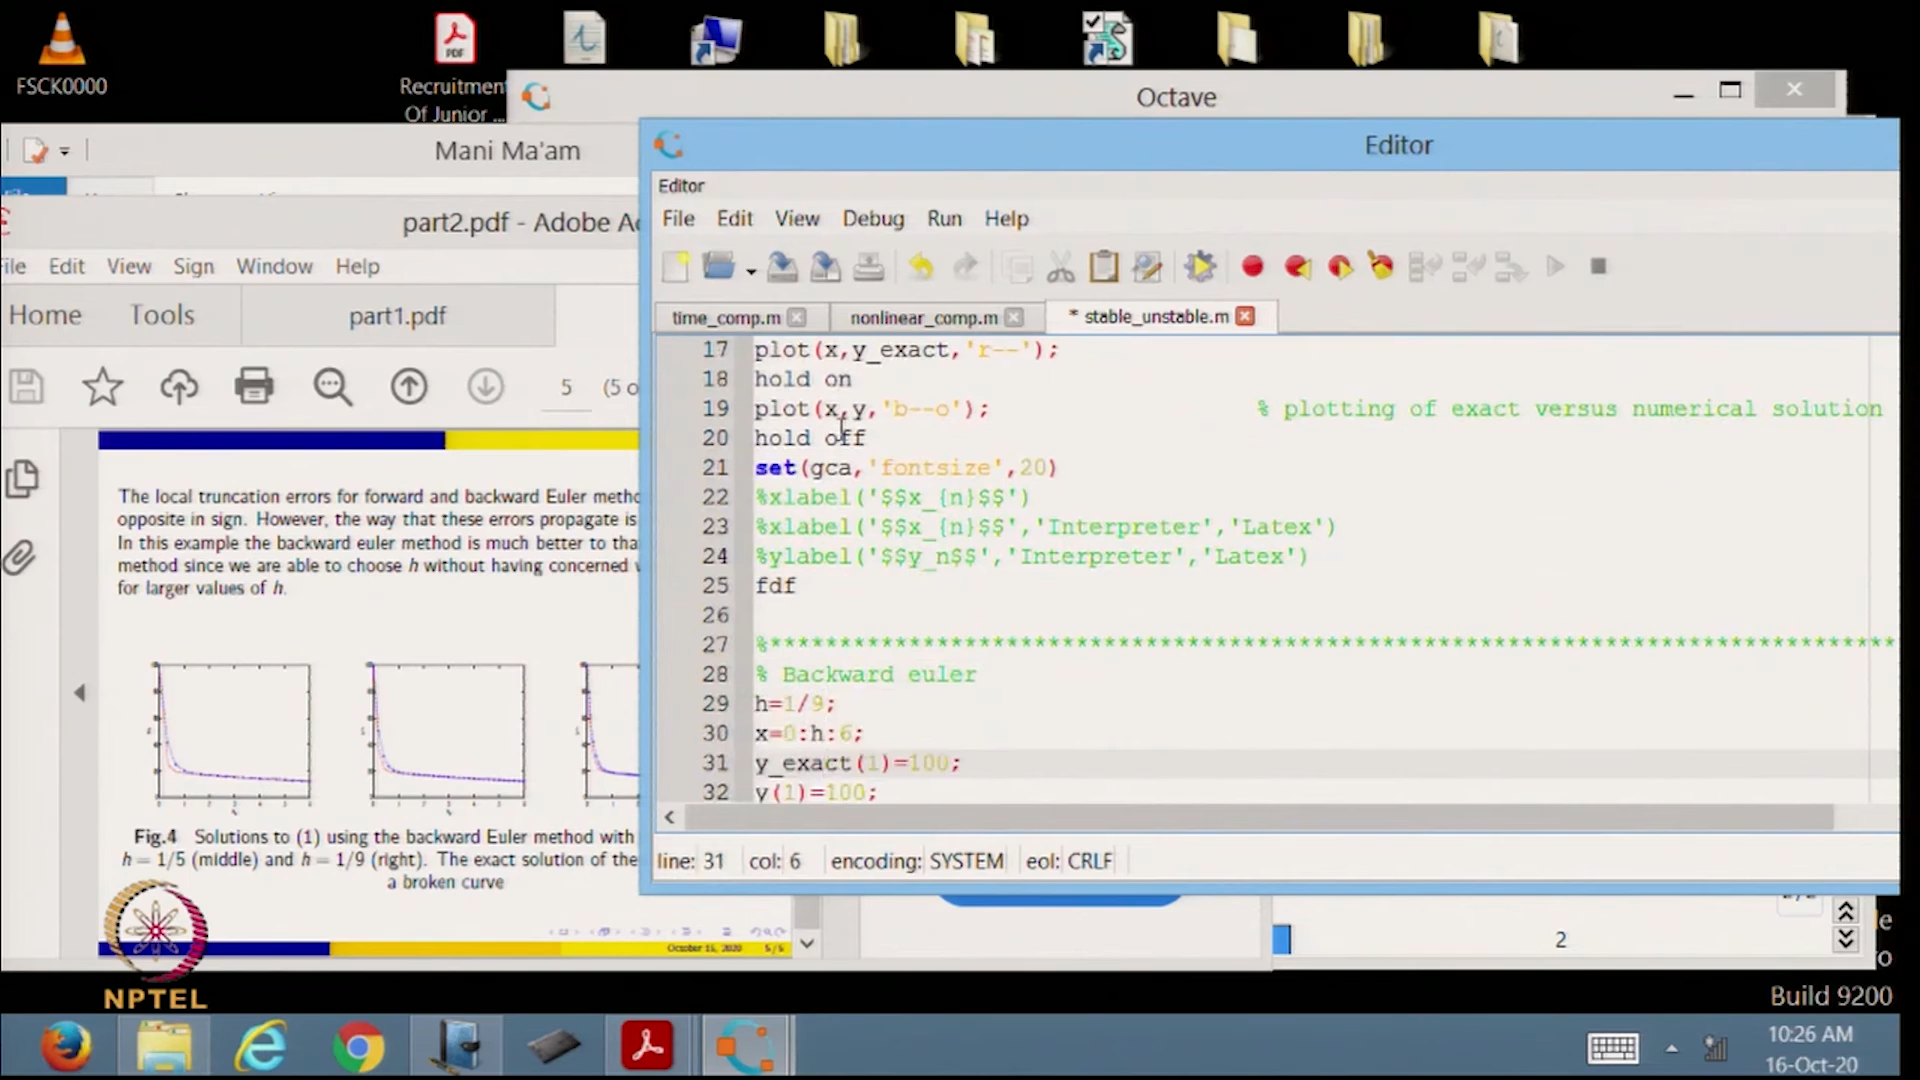 FSCK0000
Recruitment
Of Junior ...
Octave
Mani Ma'am
Editor
Editor
File Edit View Debug Run Help
part2.pdf - Adobe Ac
File Edit View Sign Window Help
Home Tools part1.pdf
time_comp.m nonlinear_comp.m * stable_unstable.m
5 (5 o
17 plot(x,y_exact,'r--');
18 hold on
19 plot(x,y,'b--o'); % plotting of exact versus numerical solution
20 hold off
21 set(gca,'fontsize',20)
22 %xlabel('$$x_{n}$$')
23 %xlabel('$$x_{n}$$','Interpreter','Latex')
24 %ylabel('$$y_n$$','Interpreter','Latex')
25 fdf
26
27 %*********************************************************************************
28 % Backward euler
29 h=1/9;
30 x=0:h:6;
31 y_exact(1)=100;
32 y(1)=100;
The local truncation errors for forward and backward Euler metho
opposite in sign. However, the way that these errors propagate is
In this example the backward euler method is much better to tha
method since we are able to choose h without having concerned
for larger values of h.
Fig.4 Solutions to (1) using the backward Euler method with
h = 1/5 (middle) and h = 1/9 (right). The exact solution of the
a broken curve
line: 31 col: 6 encoding: SYSTEM eol: CRLF
October 15, 2020 5/5
2
NPTEL
Build 9200
10:26 AM
16-Oct-20